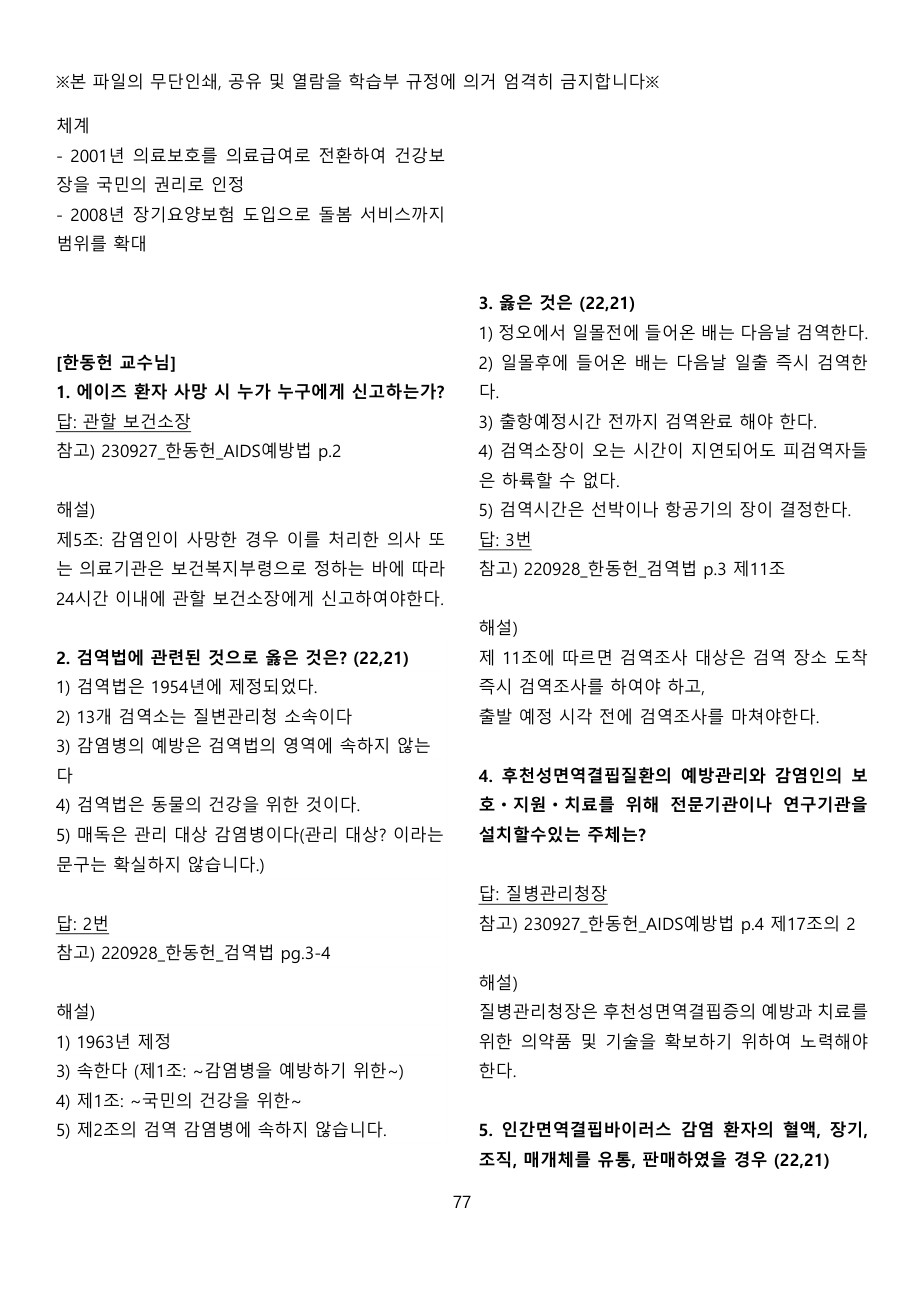 ※본 파일의 무단인쇄, 공유 및 열람을 학습부 규정에 의거 엄격히 금지합니다※
체계
- 2001년 의료보호를 의료급여로 전환하여 건강보
장을 국민의 권리로 인정
- 2008년 장기요양보험 도입으로 돌봄 서비스까지
범위를 확대
[한동헌 교수님]
1. 에이즈 환자 사망 시 누가 누구에게 신고하는가?
답: 관할 보건소장
참고) 230927_한동헌_AIDS예방법 p.2
해설)
제5조: 감염인이 사망한 경우 이를 처리한 의사 또
는 의료기관은 보건복지부령으로 정하는 바에 따라
24시간 이내에 관할 보건소장에게 신고하여야한다.
2. 검역법에 관련된 것으로 옳은 것은? (22,21)
1) 검역법은 1954년에 제정되었다.
2) 13개 검역소는 질변관리청 소속이다
3) 감염병의 예방은 검역법의 영역에 속하지 않는
다
4) 검역법은 동물의 건강을 위한 것이다.
5) 매독은 관리 대상 감염병이다(관리 대상? 이라는
문구는 확실하지 않습니다.)
답: 2번
참고) 220928_한동헌_검역법 pg.3-4
해설)
1) 1963년 제정
3) 속한다 (제1조: ~감염병을 예방하기 위한~)
4) 제1조: ~국민의 건강을 위한~
5) 제2조의 검역 감염병에 속하지 않습니다.
3. 옳은 것은 (22,21)
1) 정오에서 일몰전에 들어온 배는 다음날 검역한다.
2) 일몰후에 들어온 배는 다음날 일출 즉시 검역한
다.
3) 출항예정시간 전까지 검역완료 해야 한다.
4) 검역소장이 오는 시간이 지연되어도 피검역자들
은 하륙할 수 없다.
5) 검역시간은 선박이나 항공기의 장이 결정한다.
답: 3번
참고) 220928_한동헌_검역법 p.3 제11조
해설)
제 11조에 따르면 검역조사 대상은 검역 장소 도착
즉시 검역조사를 하여야 하고,
출발 예정 시각 전에 검역조사를 마쳐야한다.
4. 후천성면역결핍질환의 예방관리와 감염인의 보
호・지원・치료를 위해 전문기관이나 연구기관을
설치할수있는 주체는?
답: 질병관리청장
참고) 230927_한동헌_AIDS예방법 p.4 제17조의 2
해설)
질병관리청장은 후천성면역결핍증의 예방과 치료를
위한 의약품 및 기술을 확보하기 위하여 노력해야
한다.
5. 인간면역결핍바이러스 감염 환자의 혈액, 장기,
조직, 매개체를 유통, 판매하였을 경우 (22,21)
77